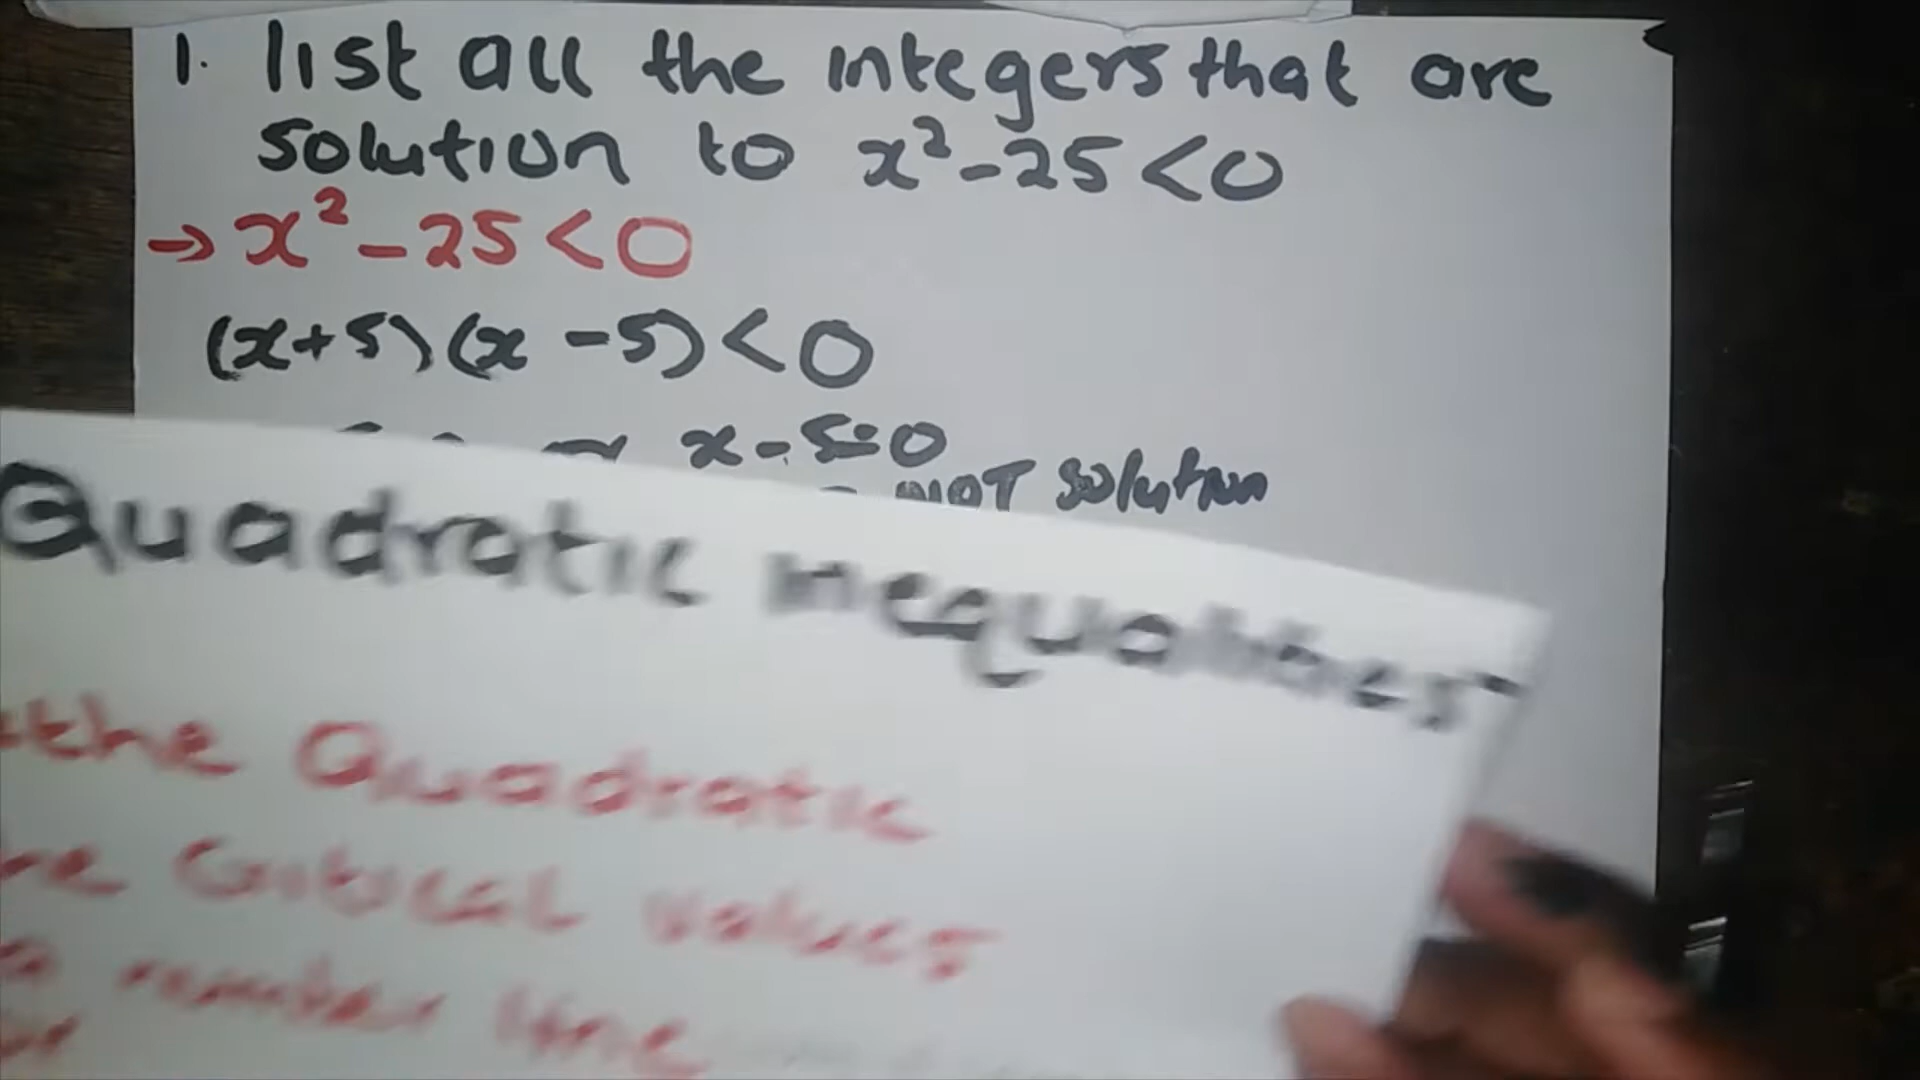 1. list all the integers that are
solution to x² - 25 < 0
→ x² - 25 < 0
(x+5)(x - 5) < 0
x - 5 = 0
NOT solution
Quadratic inequalities
the Quadratic
critical values
number line